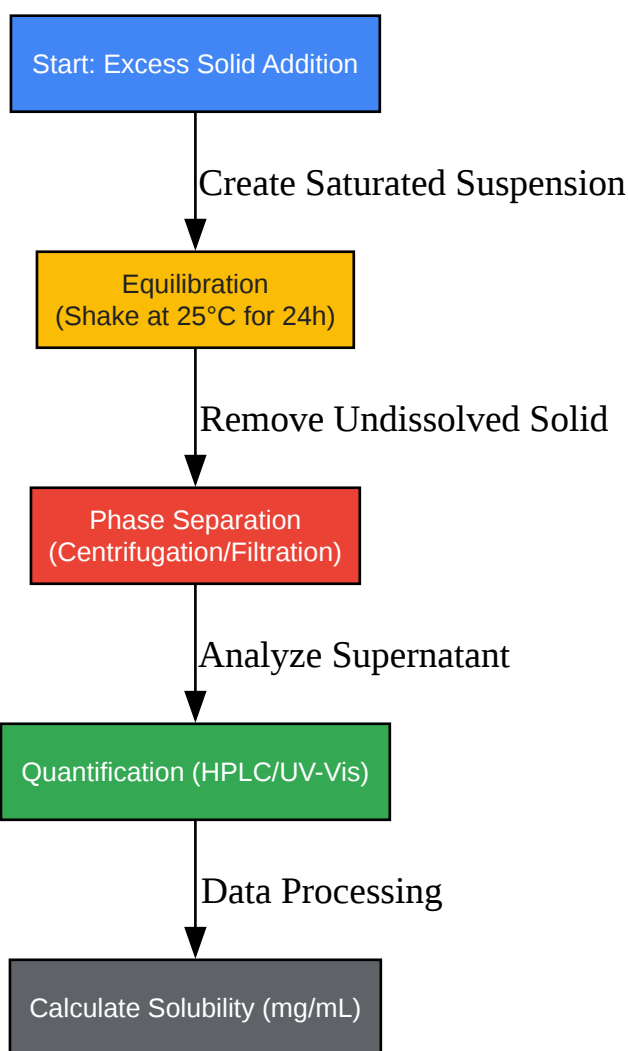 Start: Excess Solid Addition
Create Saturated Suspension
Equilibration
(Shake at 25°C for 24h)
Remove Undissolved Solid
Phase Separation
(Centrifugation/Filtration)
Analyze Supernatant
Quantification (HPLC/UV-Vis)
Data Processing
Calculate Solubility (mg/mL)